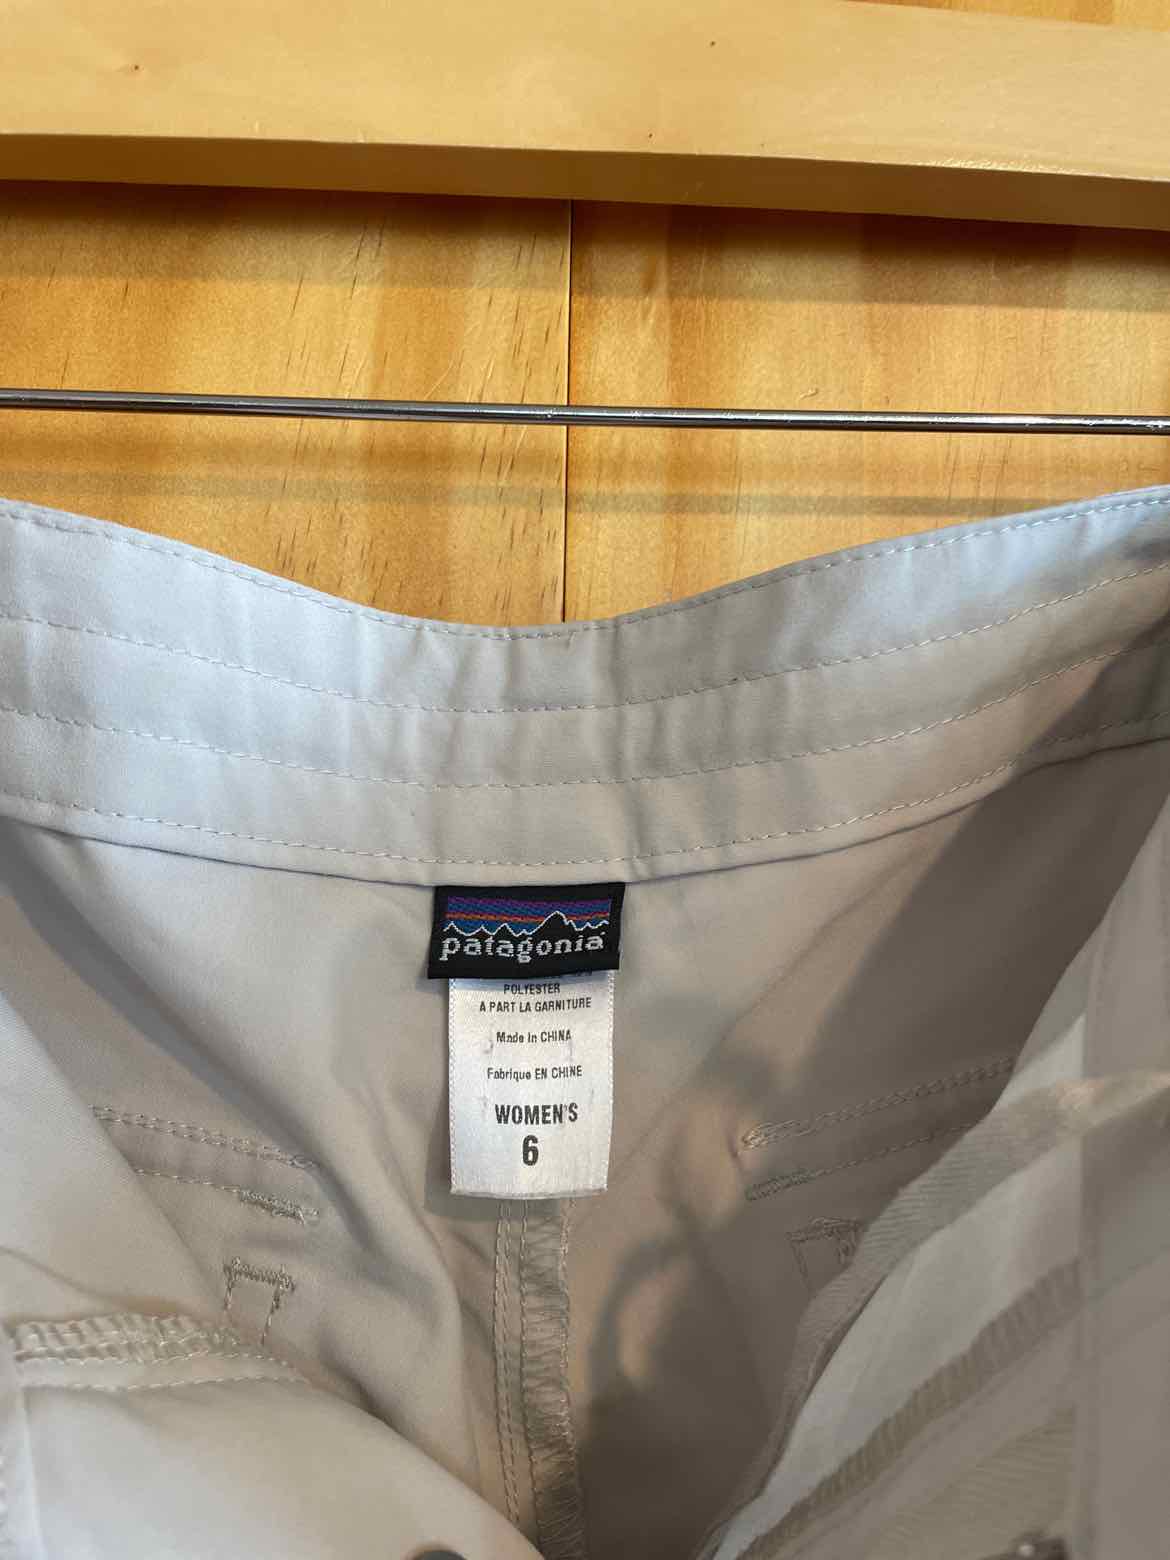 patagonia
POLYESTER
A PART LA GARNITURE
Made in CHINA
Fabrique EN CHINE
WOMEN'S
6